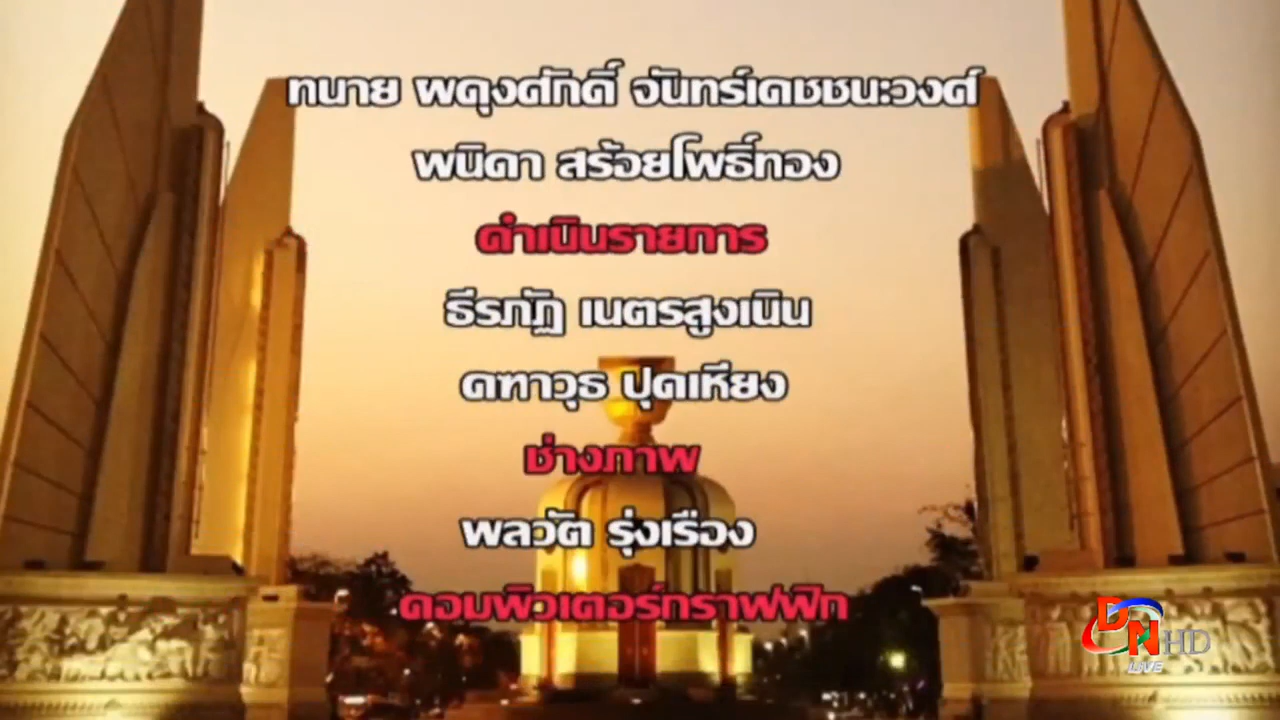 ทนาย ผดุงศักดิ์ จันทร์เดชชนะวงศ์
พนิดา สร้อยโพธิ์ทอง
ดำเนินรายการ
ธีรภัฏ เนตรสูงเนิน
คฑาวุธ ปุดเหียง
ช่างภาพ
พลวัต รุ่งเรือง
คอมพิวเตอร์กราฟฟิก
DNN HD
LIVE